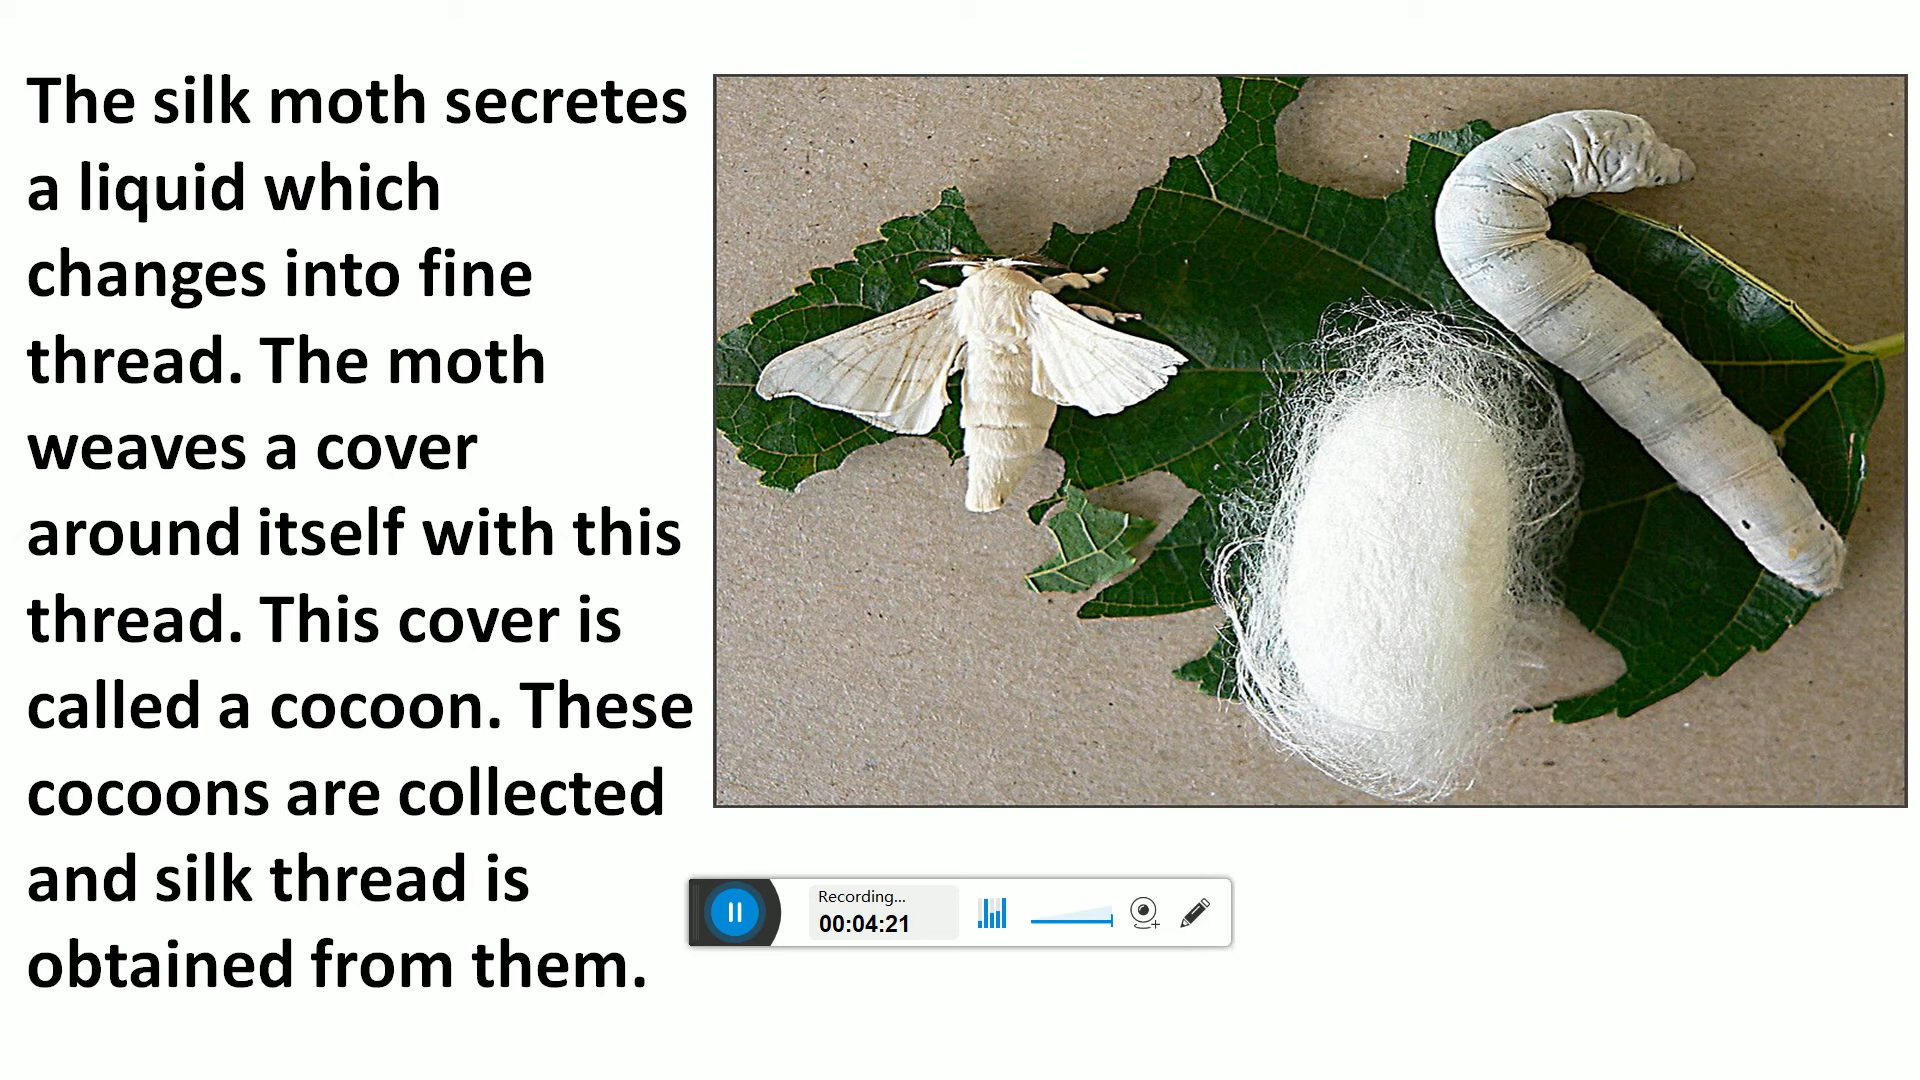 The silk moth secretes
a liquid which
changes into fine
thread. The moth
weaves a cover
around itself with this
thread. This cover is
called a cocoon. These
cocoons are collected
and silk thread is
obtained from them.
Recording...
00:04:21